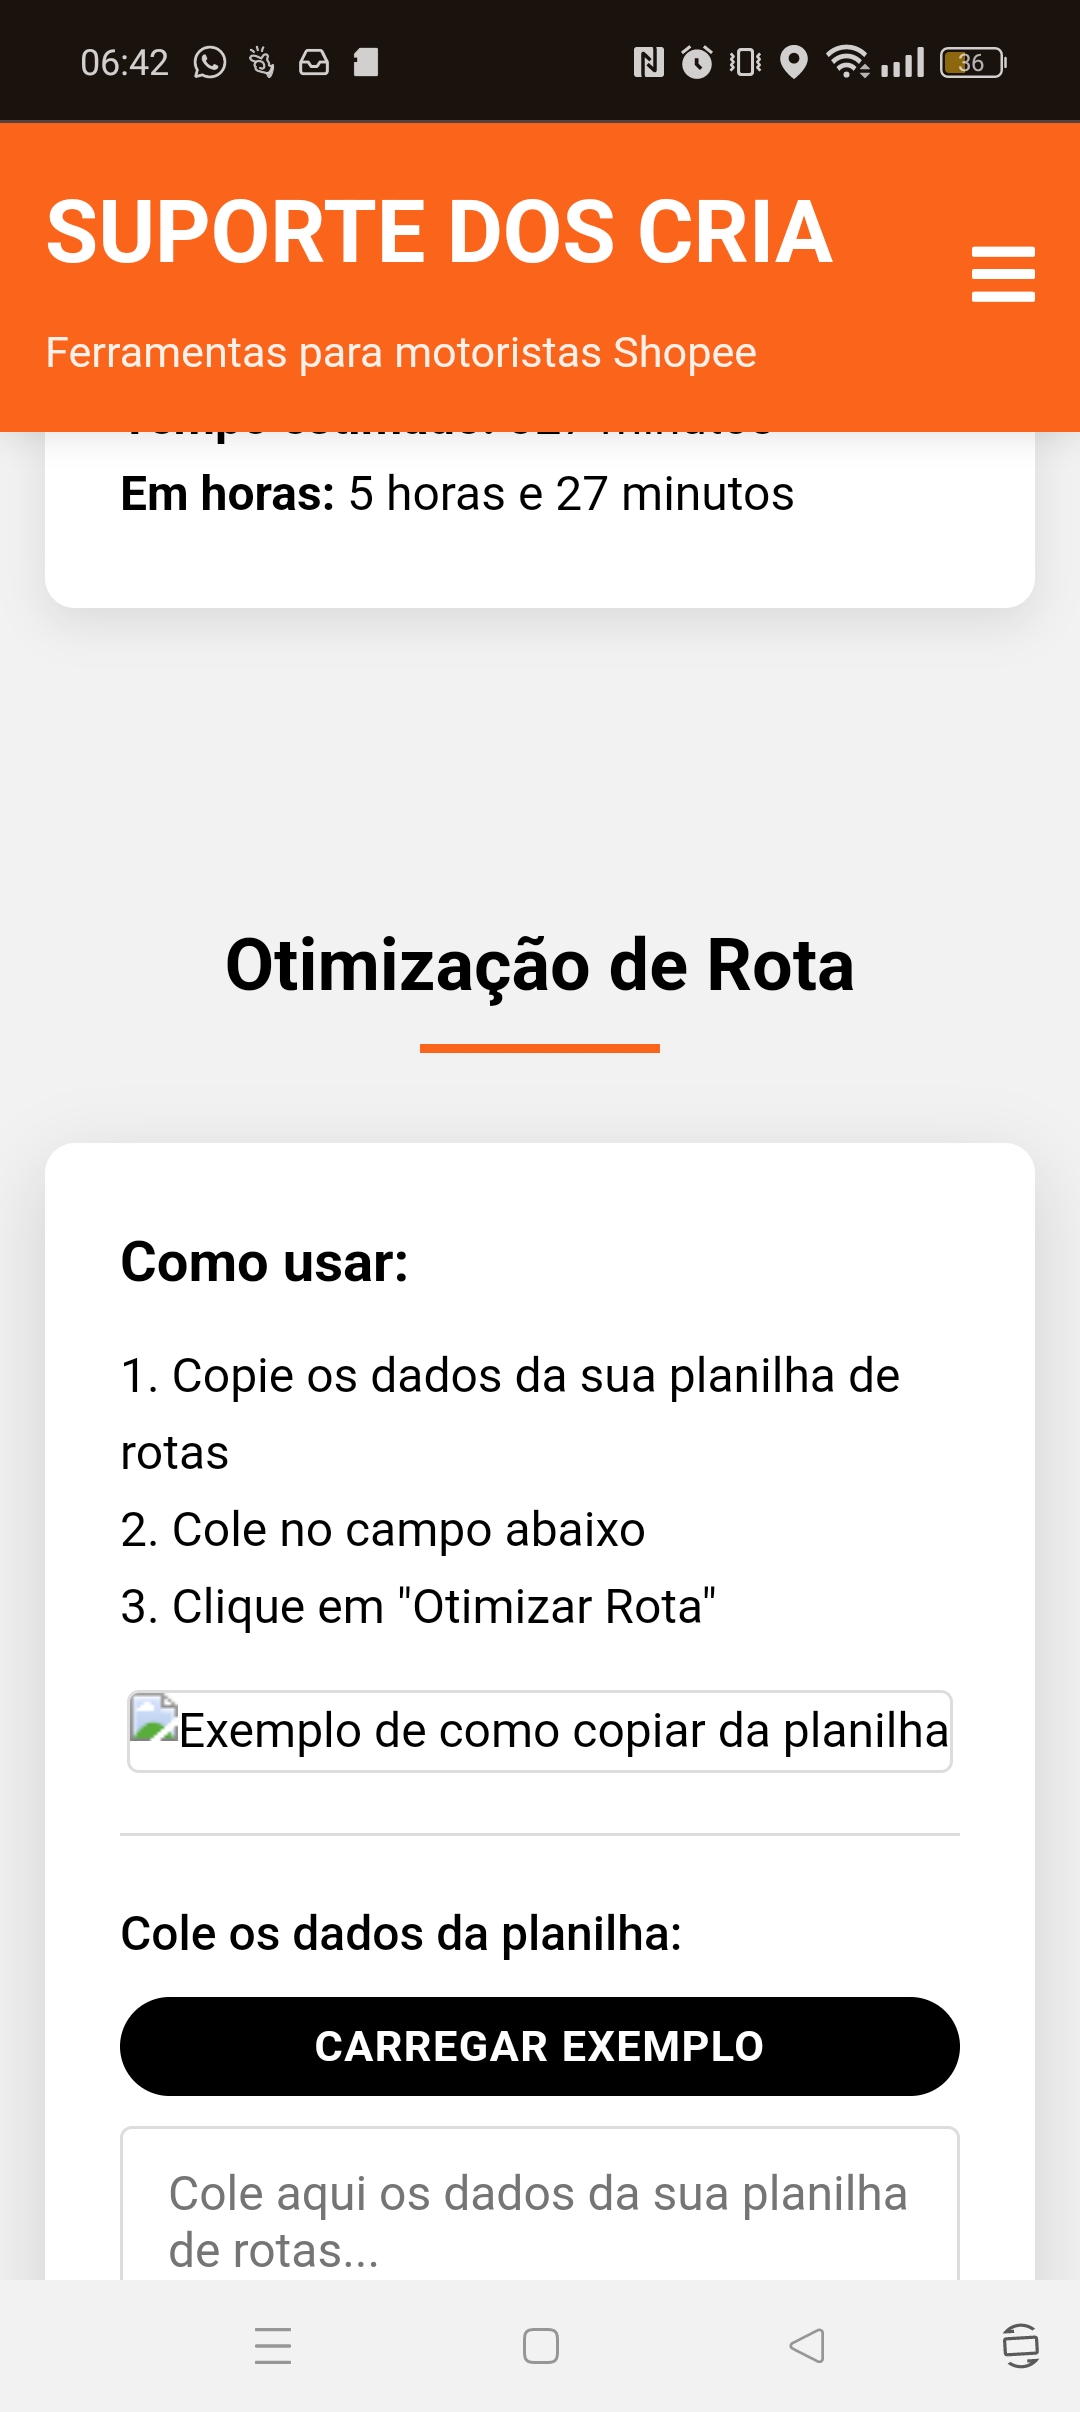 06:42
36
SUPORTE DOS CRIA
Ferramentas para motoristas Shopee
Em horas: 5 horas e 27 minutos
Otimização de Rota
Como usar:
1. Copie os dados da sua planilha de
rotas
2. Cole no campo abaixo
3. Clique em "Otimizar Rota"
Exemplo de como copiar da planilha
Cole os dados da planilha:
CARREGAR EXEMPLO
Cole aqui os dados da sua planilha
de rotas...